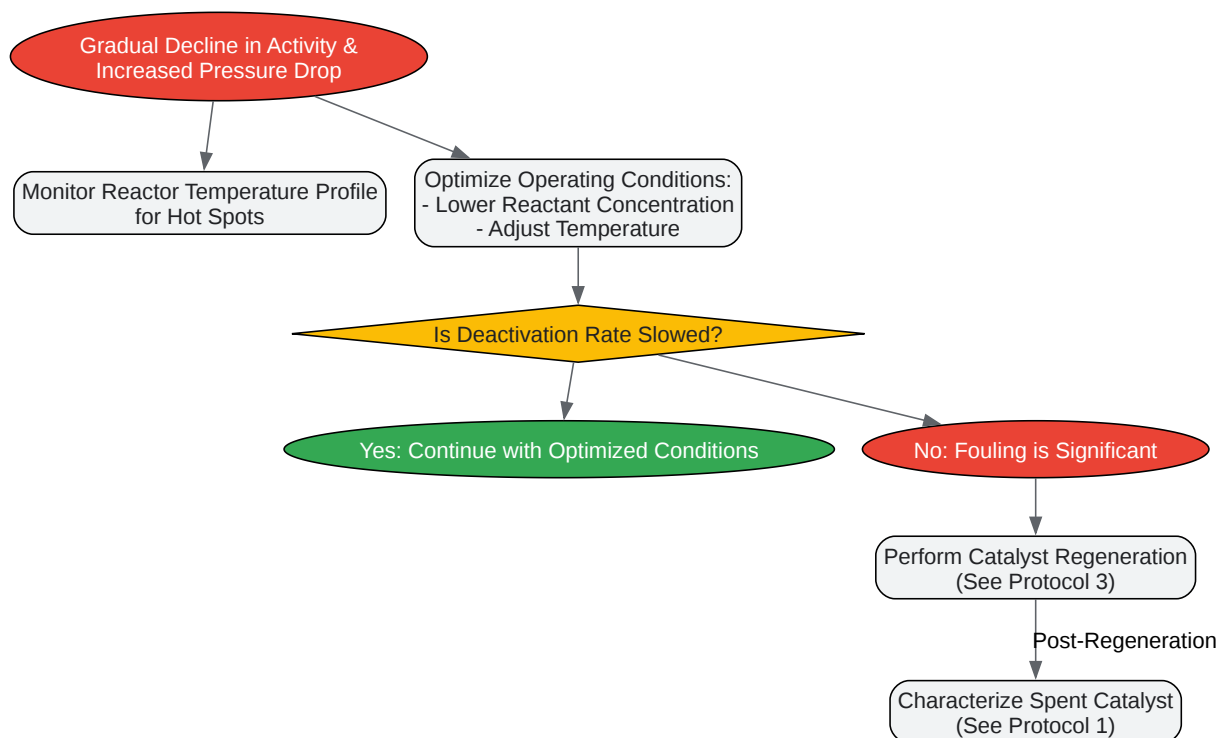 Gradual Decline in Activity &
Increased Pressure Drop
Monitor Reactor Temperature Profile
for Hot Spots
Optimize Operating Conditions:
- Lower Reactant Concentration
- Adjust Temperature
Is Deactivation Rate Slowed?
Yes: Continue with Optimized Conditions
No: Fouling is Significant
Perform Catalyst Regeneration
(See Protocol 3)
Post-Regeneration
Characterize Spent Catalyst
(See Protocol 1)